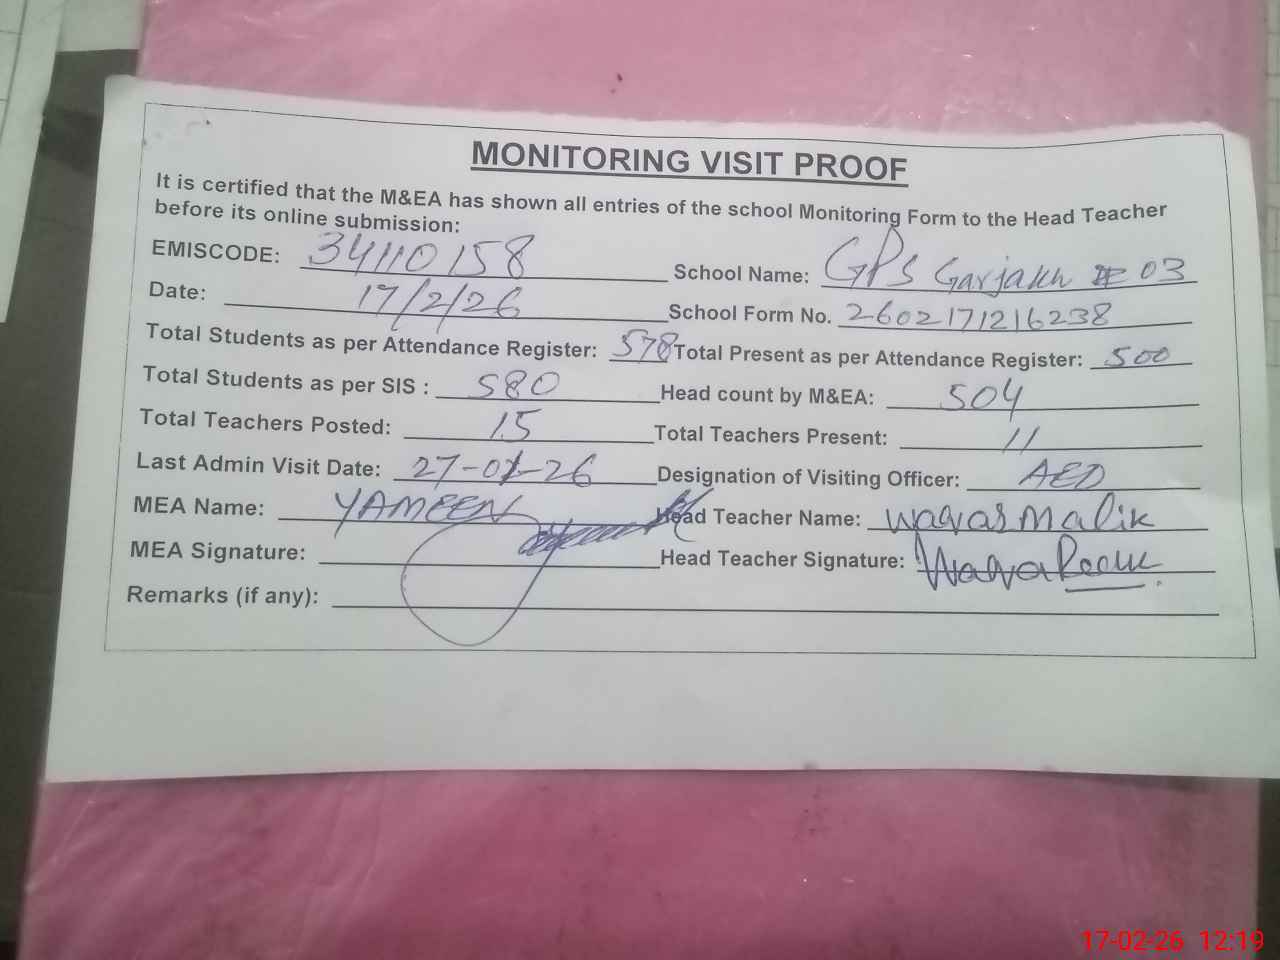 MONITORING VISIT PROOF
It is certified that the M&EA has shown all entries of the school Monitoring Form to the Head Teacher
before its online submission:
EMISCODE: 34110158 School Name: GPS Garjakh 03
Date: 17/2/26 School Form No. 2602171216238
Total Students as per Attendance Register: 578 Total Present as per Attendance Register: 500
Total Students as per SIS : 580 Head count by M&EA: 504
Total Teachers Posted: 15 Total Teachers Present: 11
Last Admin Visit Date: 27-01-26 Designation of Visiting Officer: AED
MEA Name: YAMEEN Head Teacher Name: Waqas Malik
MEA Signature: Head Teacher Signature:
Remarks (if any):
17-02-26 12:19